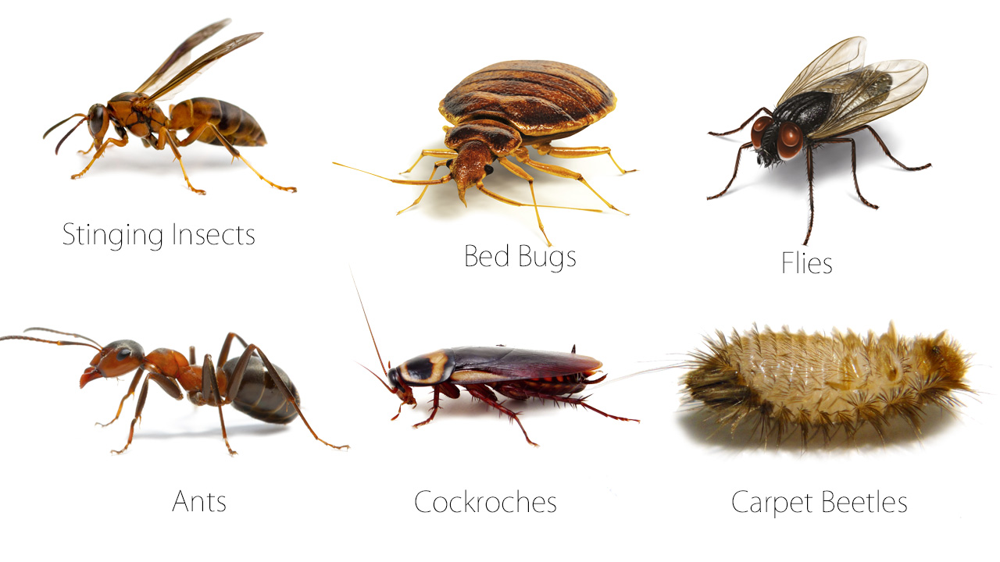 Stinging Insects
Bed Bugs
Flies
Ants
Cockroches
Carpet Beetles